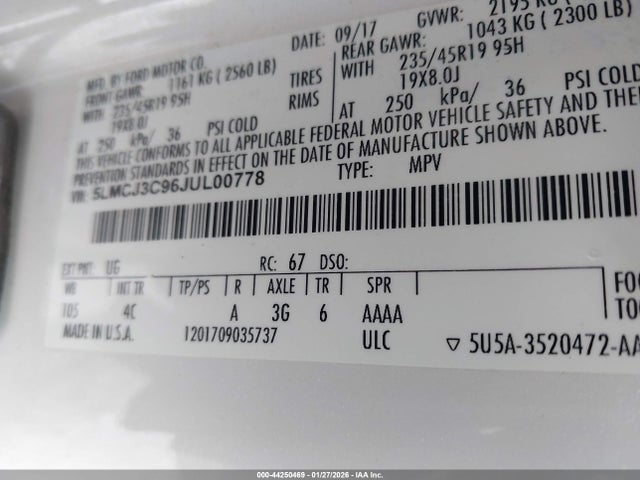 MFD. BY FORD MOTOR CO. DATE: 09/17 GVWR: 2195 KG
FRONT GAWR: 1161 KG ( 2560 LB) REAR GAWR: 1043 KG ( 2300 LB)
WITH 235/45R19 95H TIRES WITH 235/45R19 95H
19X8.0J RIMS 19X8.0J
AT 250 kPa/ 36 PSI COLD AT 250 kPa/ 36 PSI COLD
THIS VEHICLE CONFORMS TO ALL APPLICABLE FEDERAL MOTOR VEHICLE SAFETY AND
PREVENTION STANDARDS IN EFFECT ON THE DATE OF MANUFACTURE SHOWN ABOVE.
VIN: 5LMCJ3C96JUL00778 TYPE: MPV
EXT PNT: UG RC: 67 DSO:
WB INT TR TP/PS R AXLE TR SPR
105 4C A 3G 6 AAAA
MADE IN U.S.A. 1201709035737 ULC ▽ 5U5A-3520472-AA
000-44250469 - 01/27/2026 - IAA Inc.